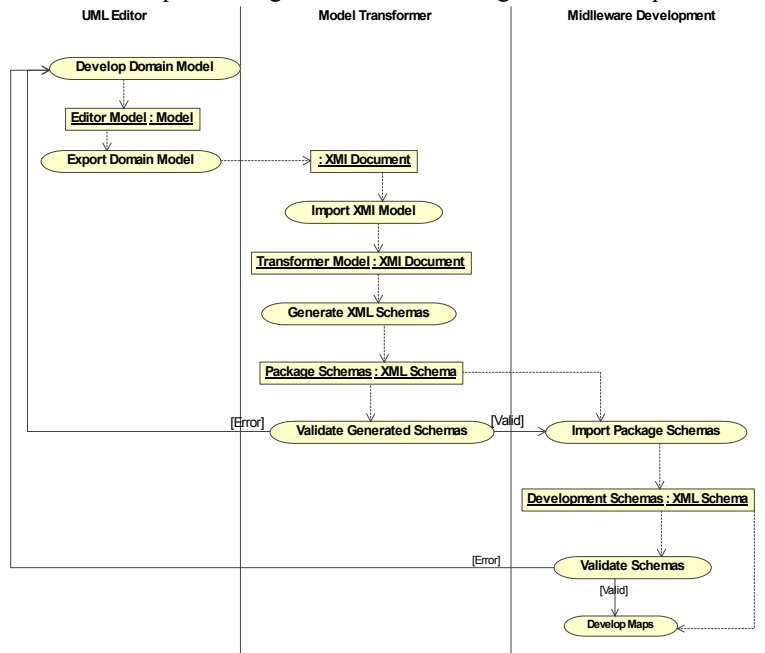 UML Editor
Model Transformer
Midlleware Development
Develop Domain Model
Editor Model : Model
Export Domain Model
: XMI Document
Import XMI Model
Transformer Model : XMI Document
Generate XML Schemas
Package Schemas : XML Schema
[Error]
Validate Generated Schemas
[Valid]
Import Package Schemas
Development Schemas : XML Schema
[Error]
Validate Schemas
[Valid]
Develop Maps